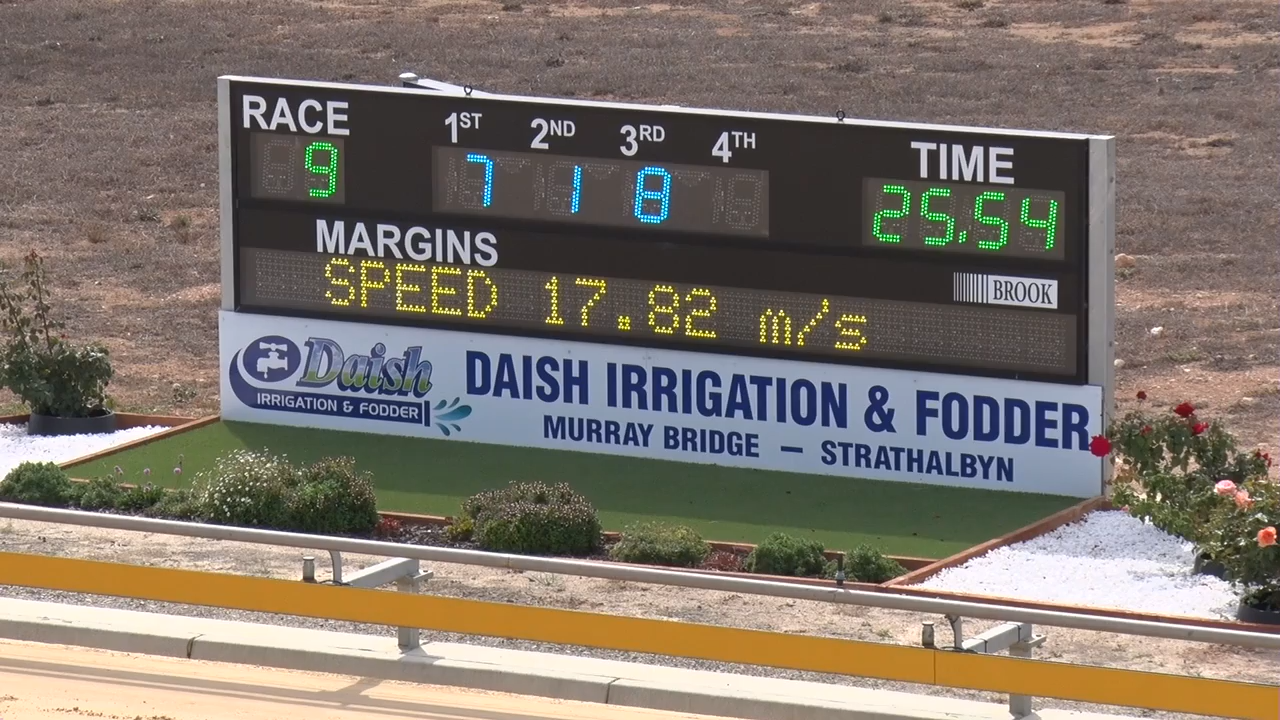 RACE 1ST 2ND 3RD 4TH TIME
9 7 1 8 25.54
MARGINS
BROOK
SPEED 17.82 m/s
Daish
IRRIGATION & FODDER
DAISH IRRIGATION & FODDER
MURRAY BRIDGE – STRATHALBYN